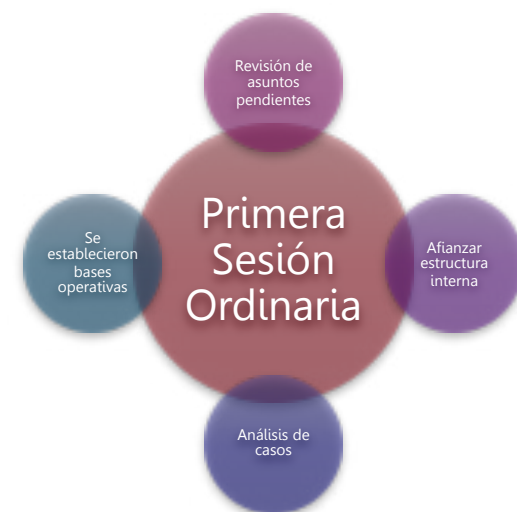 Revisión de
asuntos
pendientes
Primera
Sesión
Ordinaria
Se
establecieron
bases
operativas
Afianzar
estructura
interna
Análisis de
casos